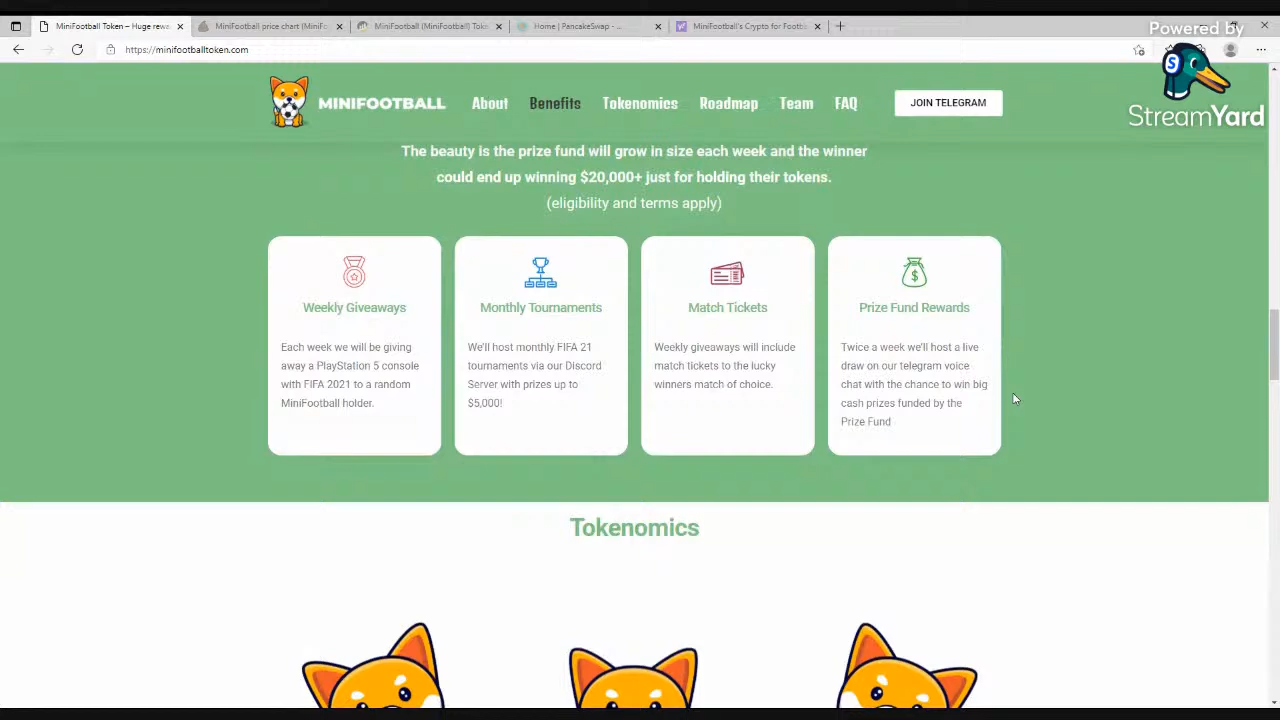 MiniFootball Token – Huge rewa
MiniFootball price chart (MiniFo
MiniFootball (MiniFootball) Toke
Home | PancakeSwap - ...
MiniFootball's Crypto for Footb
Powered by
https://minifootballtoken.com
StreamYard
MINIFOOTBALL
About
Benefits
Tokenomics
Roadmap
Team
FAQ
JOIN TELEGRAM
The beauty is the prize fund will grow in size each week and the winner
could end up winning $20,000+ just for holding their tokens.
(eligibility and terms apply)
Weekly Giveaways
Each week we will be giving
away a PlayStation 5 console
with FIFA 2021 to a random
MiniFootball holder.
Monthly Tournaments
We'll host monthly FIFA 21
tournaments via our Discord
Server with prizes up to
$5,000!
Match Tickets
Weekly giveaways will include
match tickets to the lucky
winners match of choice.
Prize Fund Rewards
Twice a week we'll host a live
draw on our telegram voice
chat with the chance to win big
cash prizes funded by the
Prize Fund
Tokenomics